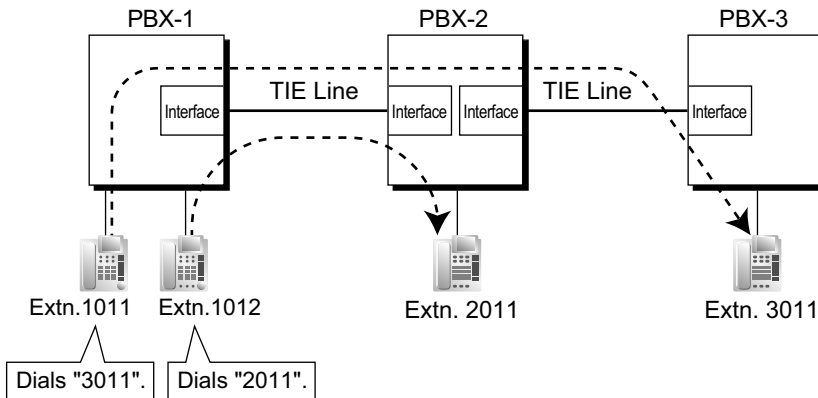 PBX-1
PBX-2
PBX-3
TIE Line
TIE Line
Interface
Interface
Interface
Interface
Extn.1011
Extn.1012
Extn. 2011
Extn. 3011
Dials "3011".
Dials "2011".